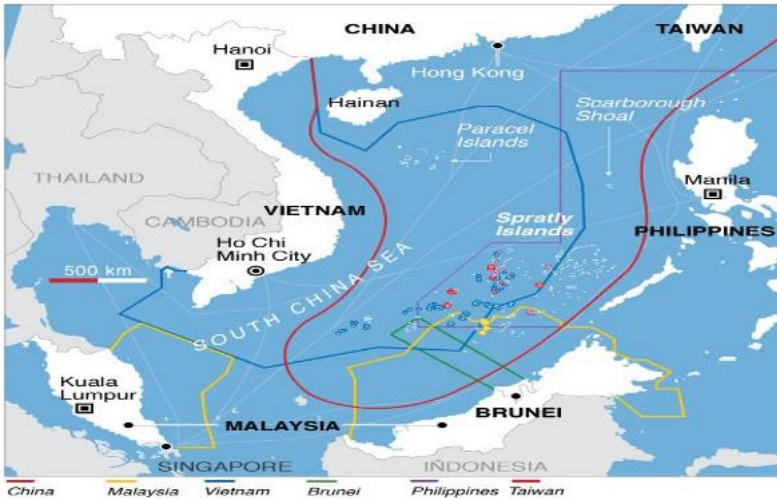 CHINA
TAIWAN
Hanoi
Hong Kong
Hainan
Scarborough
Shoal
Paracel
Islands
THAILAND
Manila
VIETNAM
Spratly
Islands
CAMBODIA
PHILIPPINES
Ho Chi
Minh City
500 km
SOUTH CHINA SEA
Kuala
Lumpur
MALAYSIA
BRUNEI
SINGAPORE
INDONESIA
China
Malaysia
Vietnam
Brunei
Philippines
Taiwan